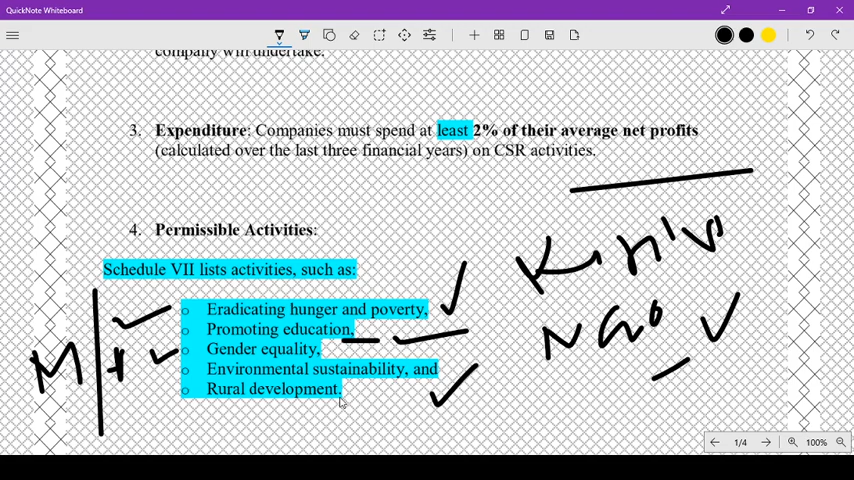 QuickNote Whiteboard
company will undertake.
3. Expenditure: Companies must spend at least 2% of their average net profits
(calculated over the last three financial years) on CSR activities.
4. Permissible Activities:
Schedule VII lists activities, such as:
o Eradicating hunger and poverty,
o Promoting education,
o Gender equality,
o Environmental sustainability, and
o Rural development.
M
NGO
1/4
100%